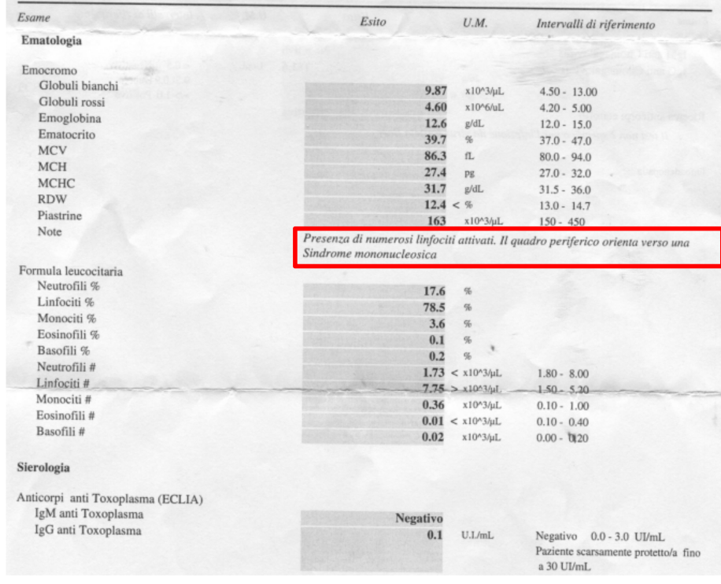 Esame Esito U.M. Intervalli di riferimento
Ematologia
Emocromo
Globuli bianchi 9.87 x10^3/µL 4.50 - 13.00
Globuli rossi 4.60 x10^6/uL 4.20 - 5.00
Emoglobina 12.6 g/dL 12.0 - 15.0
Ematocrito 39.7 % 37.0 - 47.0
MCV 86.3 fL 80.0 - 94.0
MCH 27.4 pg 27.0 - 32.0
MCHC 31.7 g/dL 31.5 - 36.0
RDW 12.4 < % 13.0 - 14.7
Piastrine 163 x10^3/µL 150 - 450
Note Presenza di numerosi linfociti attivati. Il quadro periferico orienta verso una
Sindrome mononucleosica
Formula leucocitaria
Neutrofili % 17.6 %
Linfociti % 78.5 %
Monociti % 3.6 %
Eosinofili % 0.1 %
Basofili % 0.2 %
Neutrofili # 1.73 < x10^3/µL 1.80 - 8.00
Linfociti # 7.75 > x10^3/µL 1.50 - 5.20
Monociti # 0.36 x10^3/µL 0.10 - 1.00
Eosinofili # 0.01 < x10^3/µL 0.10 - 0.40
Basofili # 0.02 x10^3/µL 0.00 - 0.20
Sierologia
Anticorpi anti Toxoplasma (ECLIA)
IgM anti Toxoplasma Negativo
IgG anti Toxoplasma 0.1 U.I./mL Negativo 0.0 - 3.0 UI/mL
Paziente scarsamente protetto/a fino
a 30 UI/mL